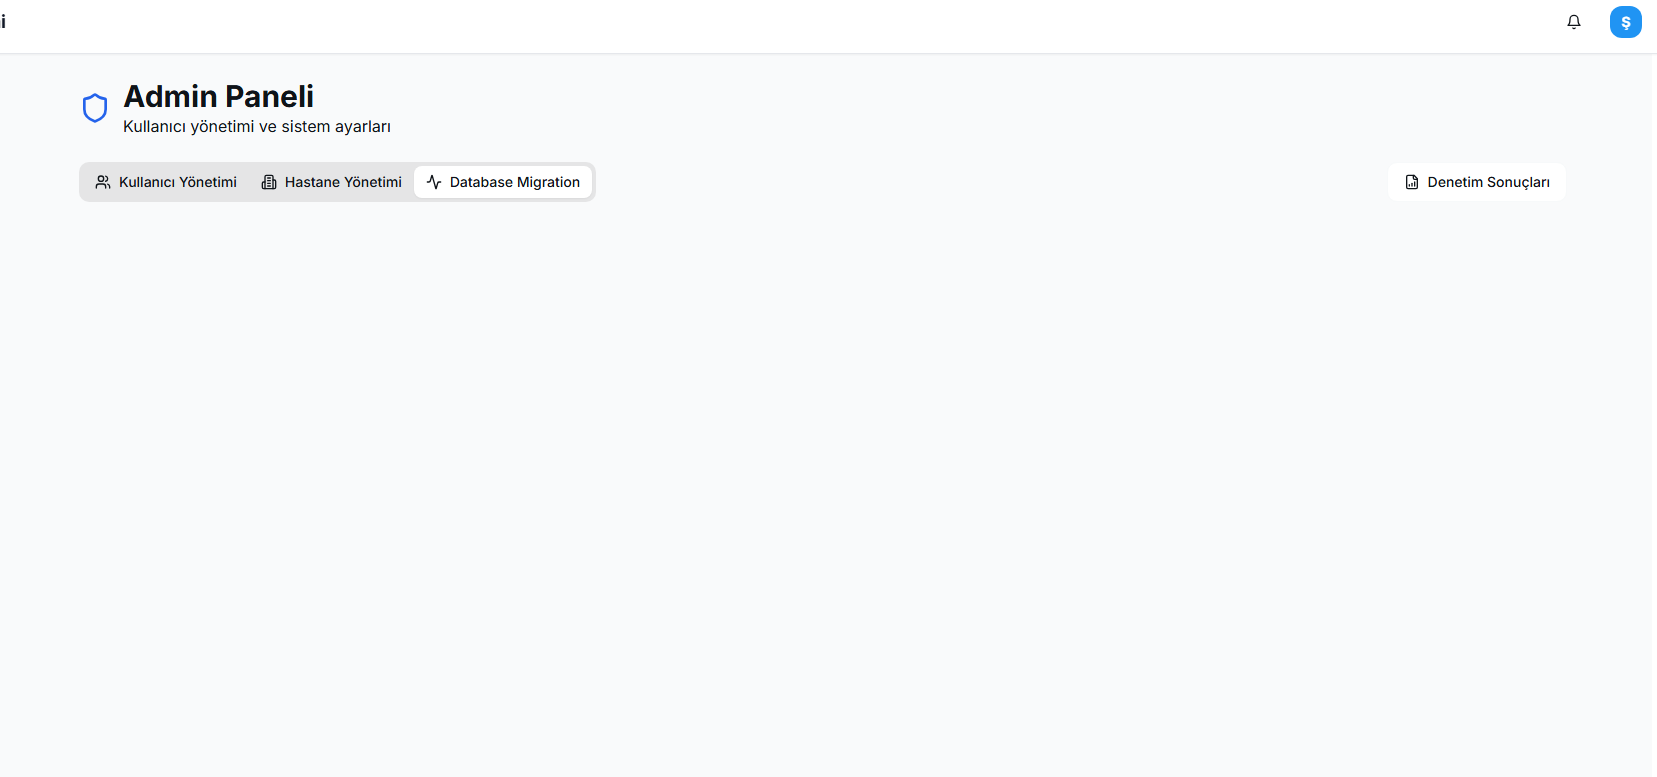 i
Ş
Admin Paneli
Kullanıcı yönetimi ve sistem ayarları
Kullanıcı Yönetimi Hastane Yönetimi Database Migration Denetim Sonuçları